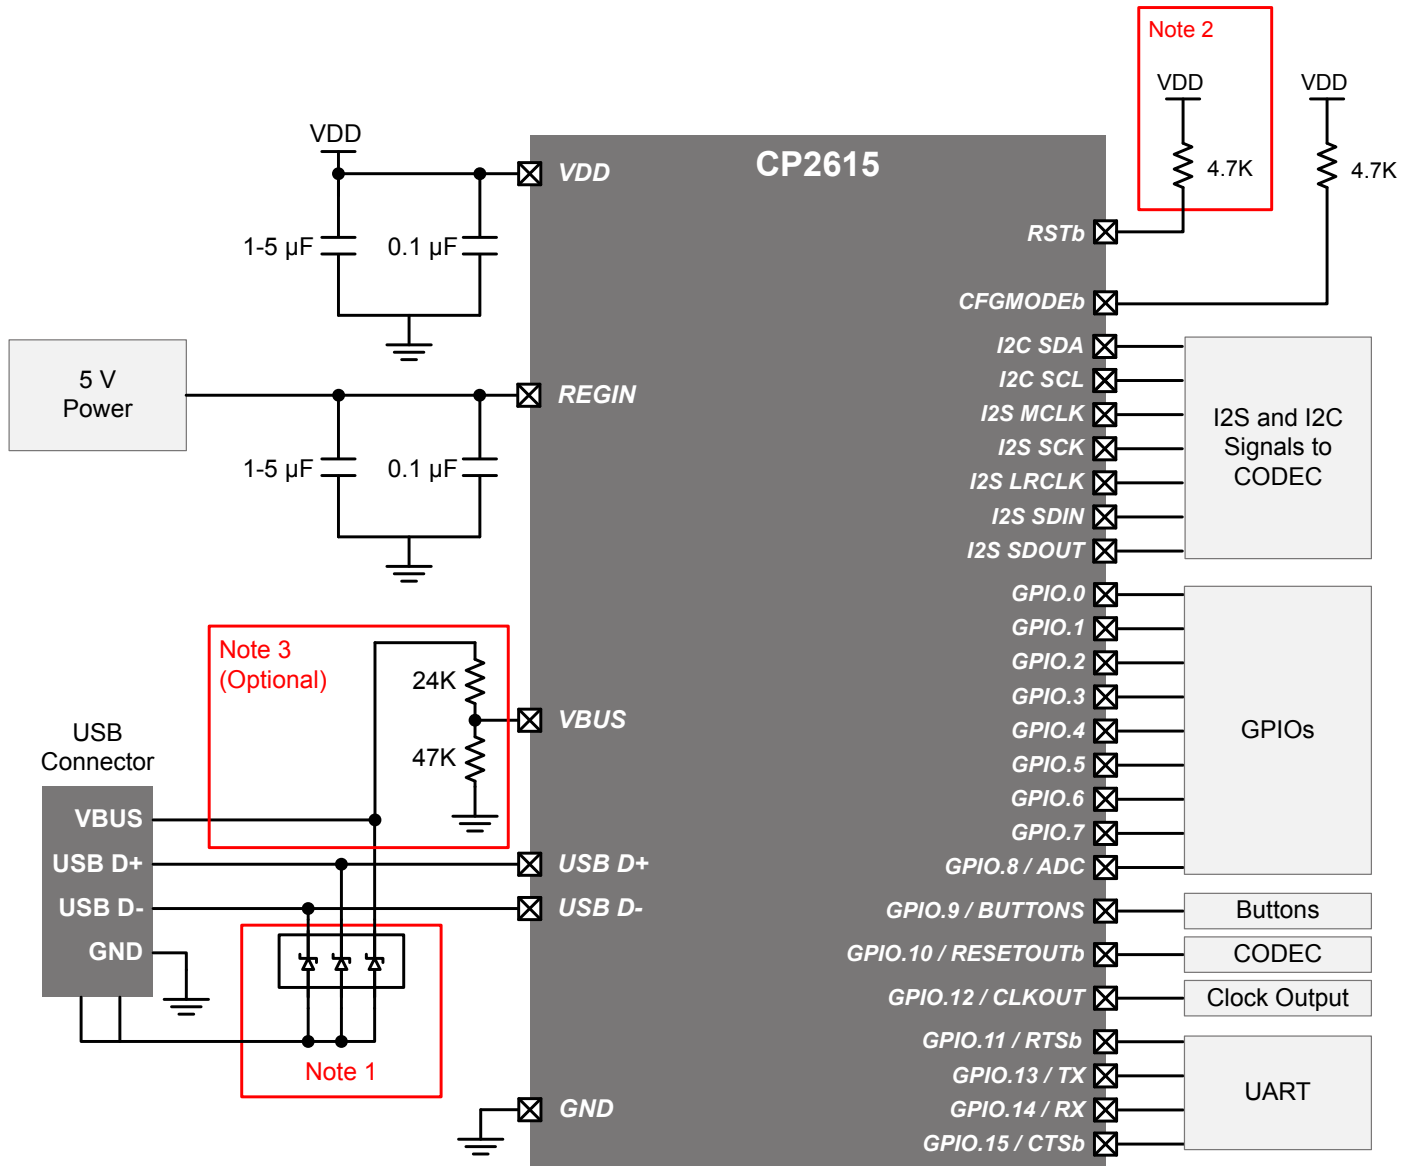 Note 2
VDD
VDD
4.7K
4.7K
VDD
1-5 µF
0.1 µF
CP2615
VDD
RSTb
CFGMODEb
5 V
Power
REGIN
1-5 µF
0.1 µF
I2C SDA
I2C SCL
I2S MCLK
I2S SCK
I2S LRCLK
I2S SDIN
I2S SDOUT
I2S and I2C
Signals to
CODEC
Note 3
(Optional)
24K
47K
VBUS
USB
Connector
VBUS
USB D+
USB D-
GND
USB D+
USB D-
Note 1
GND
GPIO.0
GPIO.1
GPIO.2
GPIO.3
GPIO.4
GPIO.5
GPIO.6
GPIO.7
GPIO.8 / ADC
GPIOs
GPIO.9 / BUTTONS
Buttons
GPIO.10 / RESETOUTb
CODEC
GPIO.12 / CLKOUT
Clock Output
GPIO.11 / RTSb
GPIO.13 / TX
GPIO.14 / RX
GPIO.15 / CTSb
UART